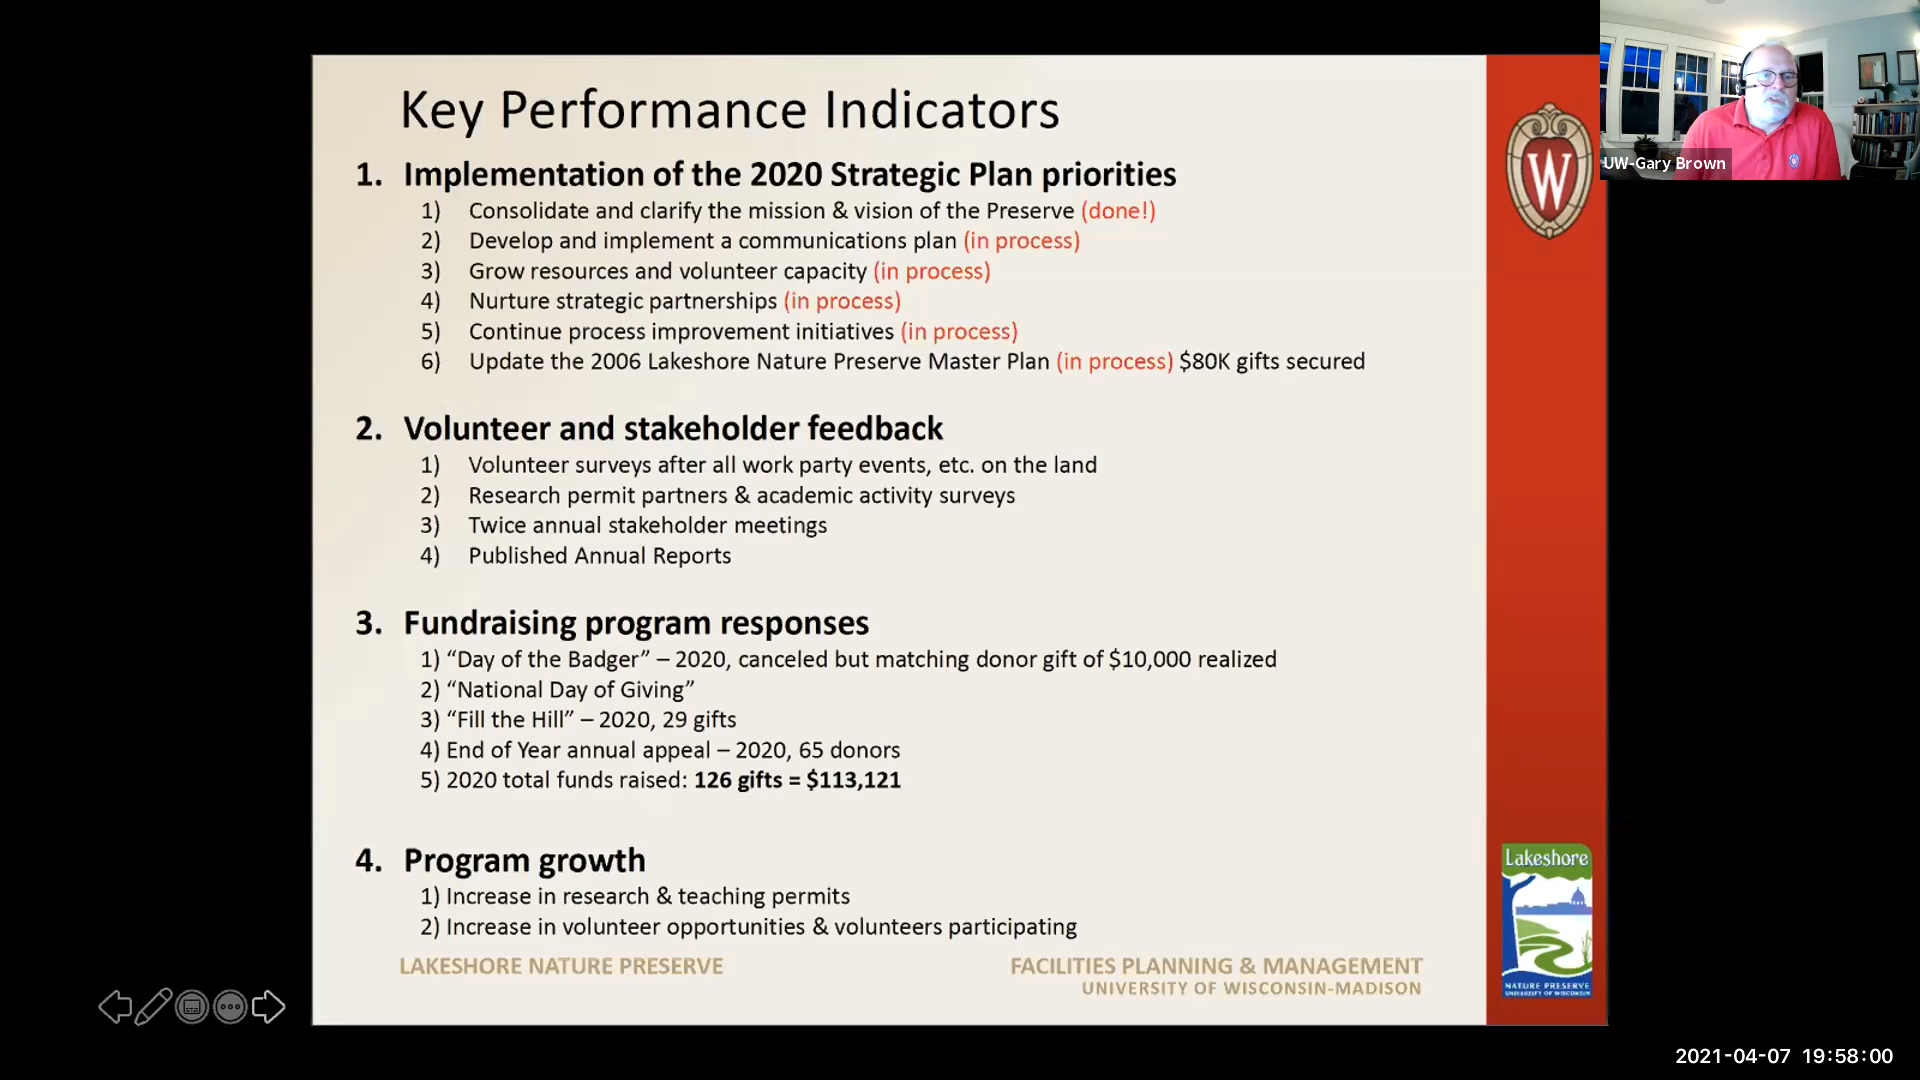 Key Performance Indicators
1. Implementation of the 2020 Strategic Plan priorities
1) Consolidate and clarify the mission & vision of the Preserve (done!)
2) Develop and implement a communications plan (in process)
3) Grow resources and volunteer capacity (in process)
4) Nurture strategic partnerships (in process)
5) Continue process improvement initiatives (in process)
6) Update the 2006 Lakeshore Nature Preserve Master Plan (in process) $80K gifts secured
2. Volunteer and stakeholder feedback
1) Volunteer surveys after all work party events, etc. on the land
2) Research permit partners & academic activity surveys
3) Twice annual stakeholder meetings
4) Published Annual Reports
3. Fundraising program responses
1) “Day of the Badger” – 2020, canceled but matching donor gift of $10,000 realized
2) “National Day of Giving”
3) “Fill the Hill” – 2020, 29 gifts
4) End of Year annual appeal – 2020, 65 donors
5) 2020 total funds raised: 126 gifts = $113,121
4. Program growth
1) Increase in research & teaching permits
2) Increase in volunteer opportunities & volunteers participating
LAKESHORE NATURE PRESERVE
FACILITIES PLANNING & MANAGEMENT
UNIVERSITY OF WISCONSIN-MADISON
W
Lakeshore
NATURE PRESERVE
UNIVERSITY OF WISCONSIN
UW-Gary Brown
2021-04-07 19:58:00